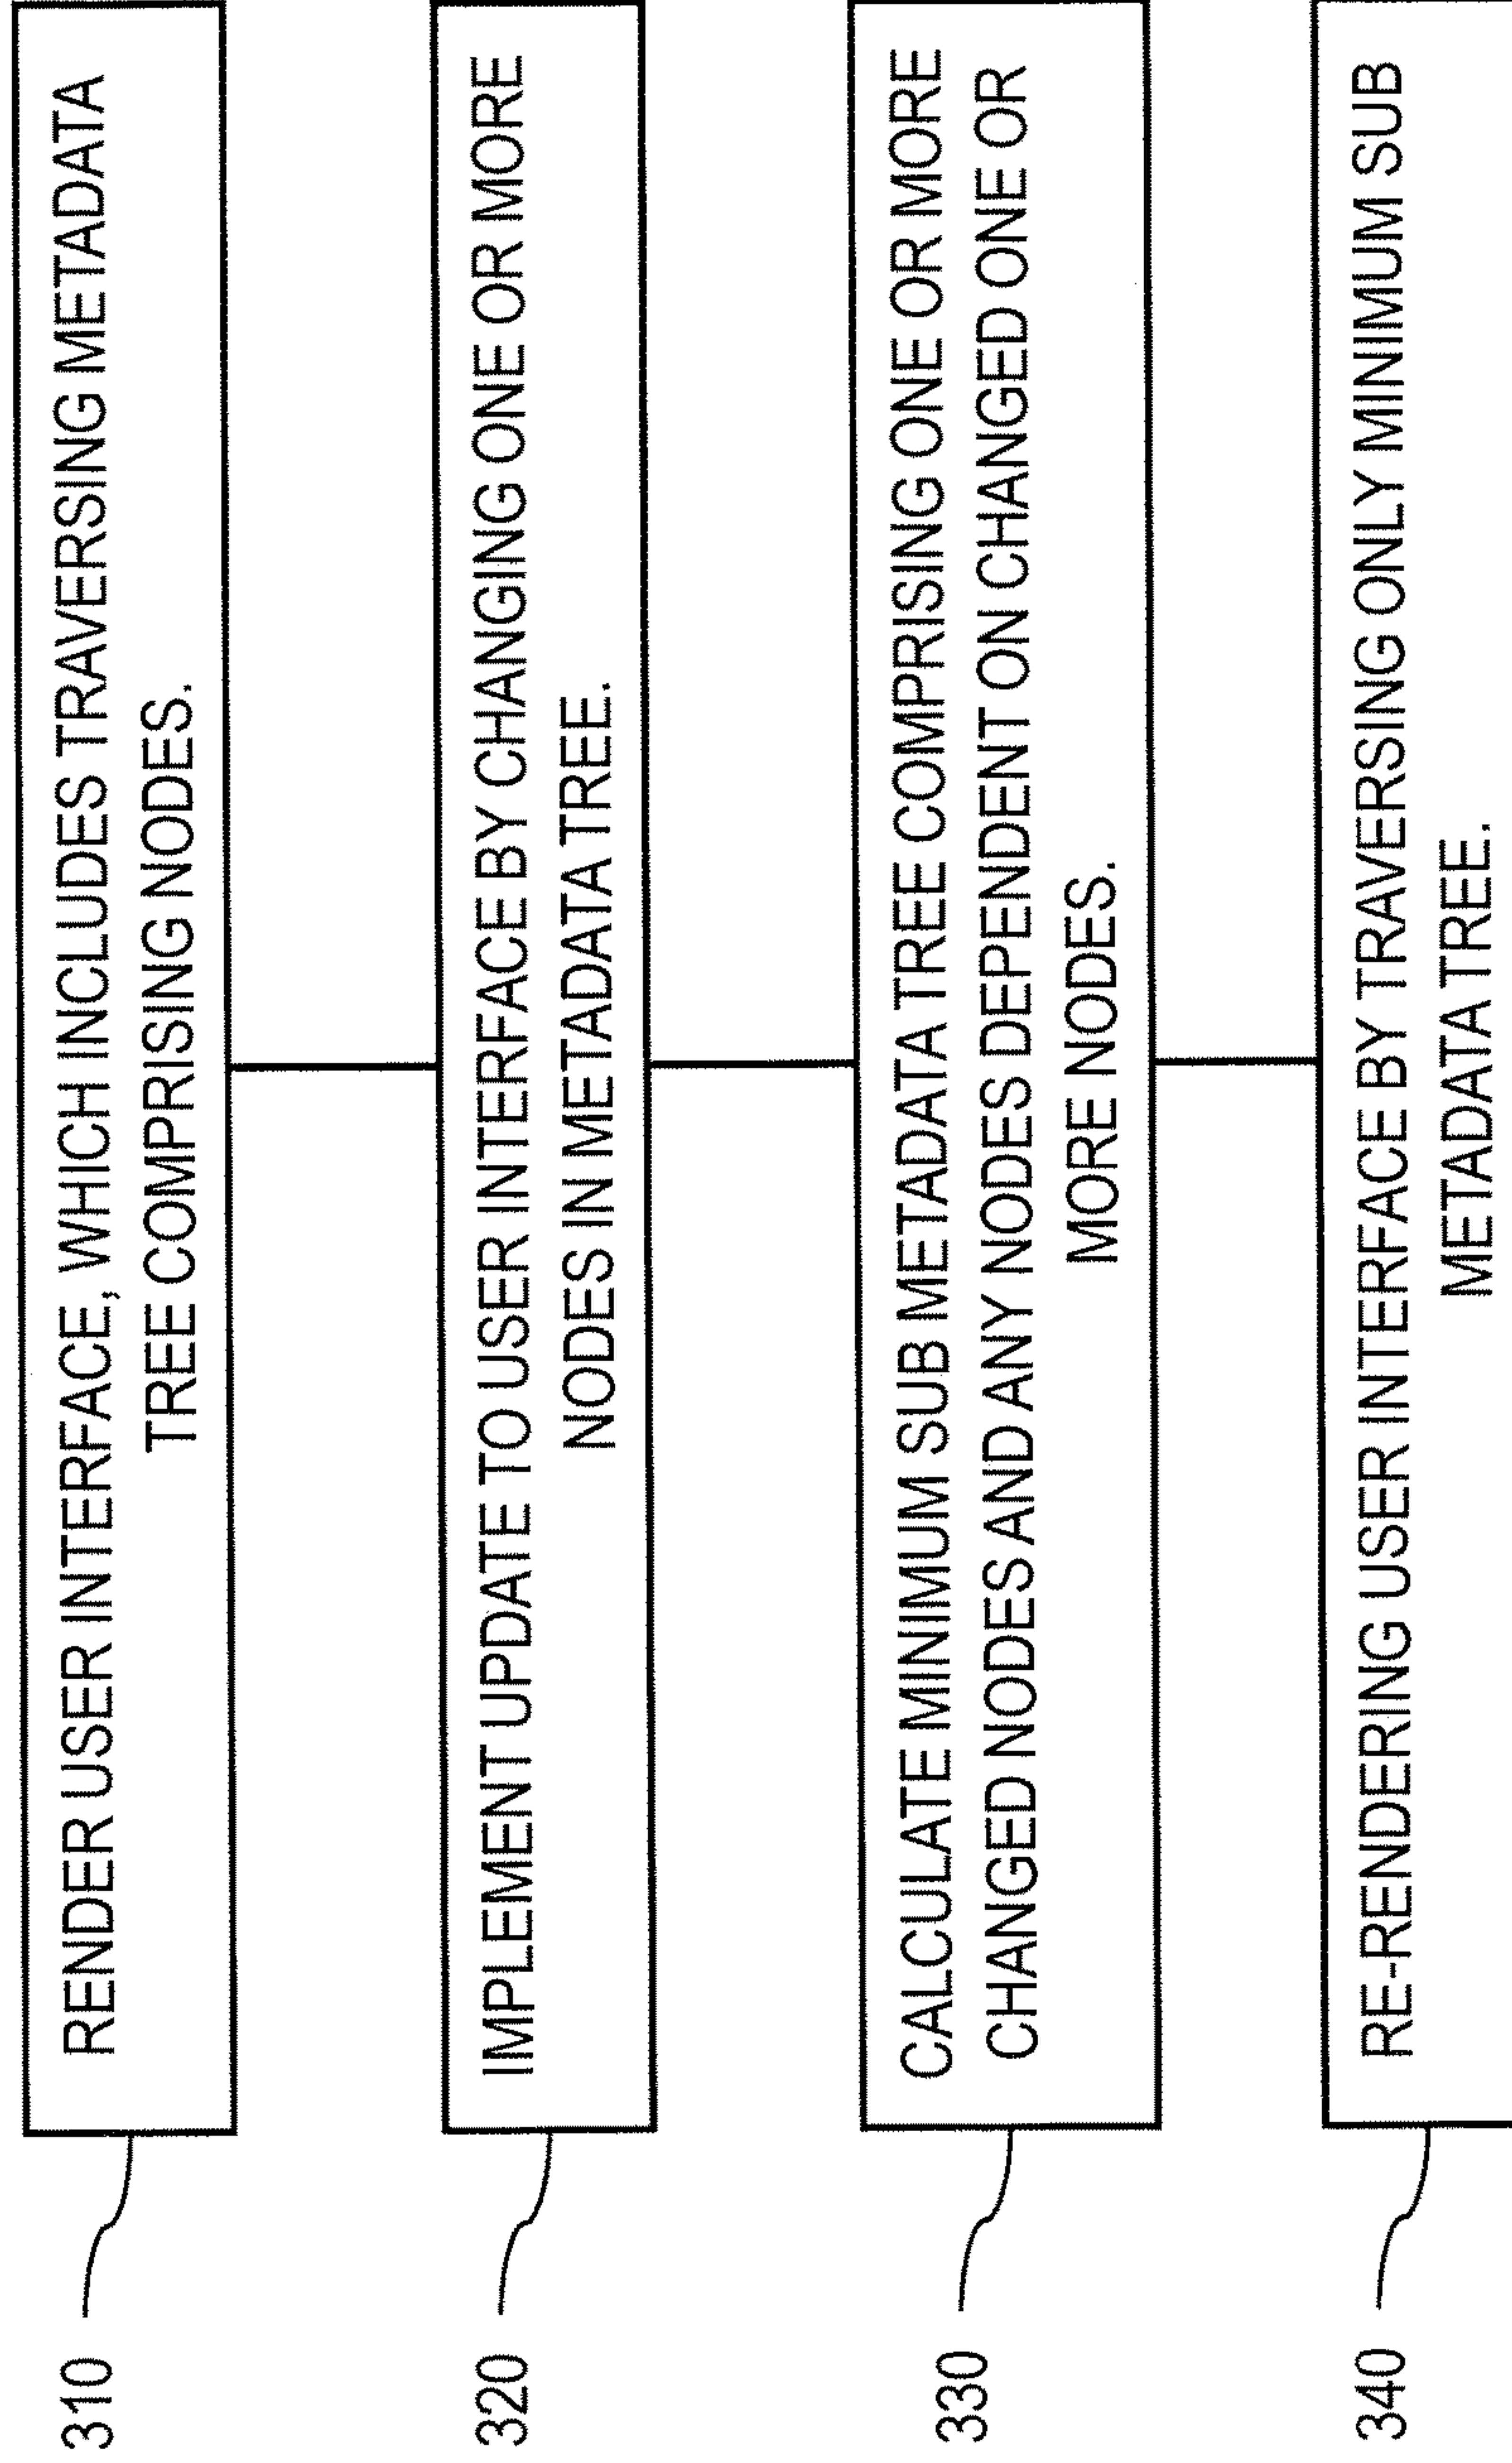 310
RENDER USER INTERFACE, WHICH INCLUDES TRAVERSING METADATA
TREE COMPRISING NODES.
320
IMPLEMENT UPDATE TO USER INTERFACE BY CHANGING ONE OR MORE
NODES IN METADATA TREE.
330
CALCULATE MINIMUM SUB METADATA TREE COMPRISING ONE OR MORE
CHANGED NODES AND ANY NODES DEPENDENT ON CHANGED ONE OR
MORE NODES.
340
RE-RENDERING USER INTERFACE BY TRAVERSING ONLY MINIMUM SUB
METADATA TREE.